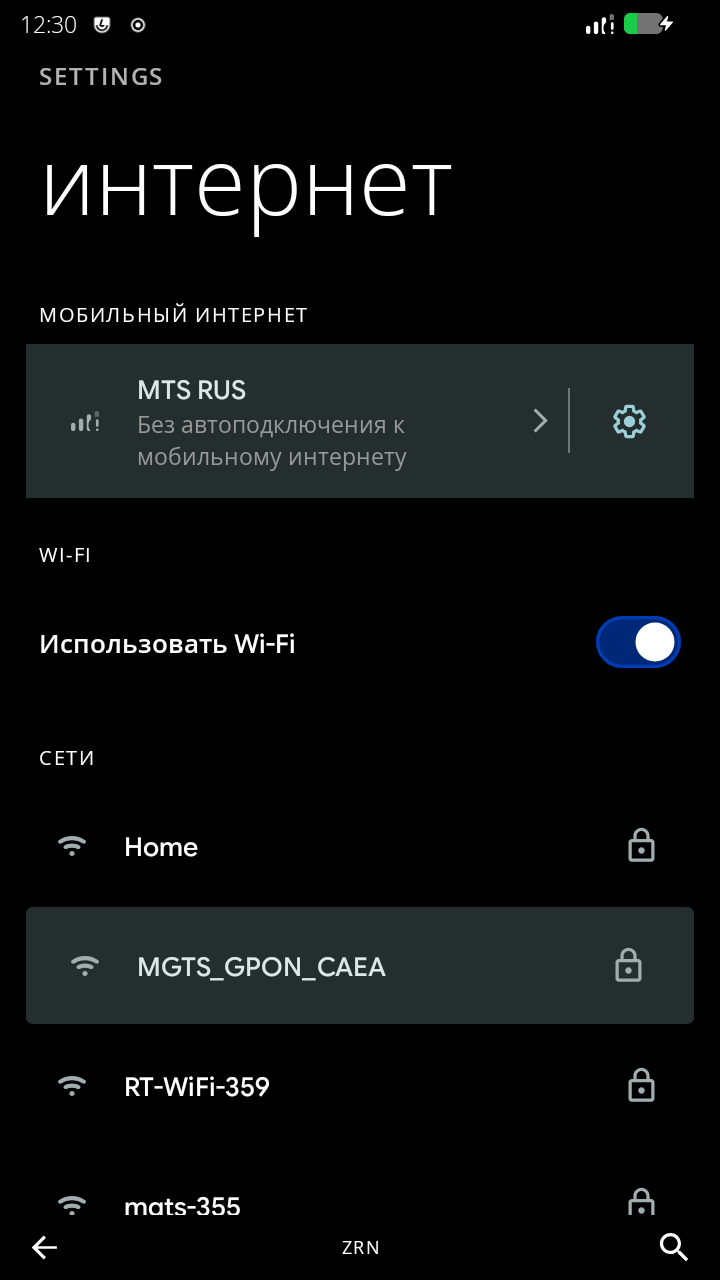 12:30
SETTINGS
интернет
МОБИЛЬНЫЙ ИНТЕРНЕТ
MTS RUS
Без автоподключения к
мобильному интернету
WI-FI
Использовать Wi-Fi
СЕТИ
Home
MGTS_GPON_CAEA
RT-WiFi-359
mats-355
ZRN